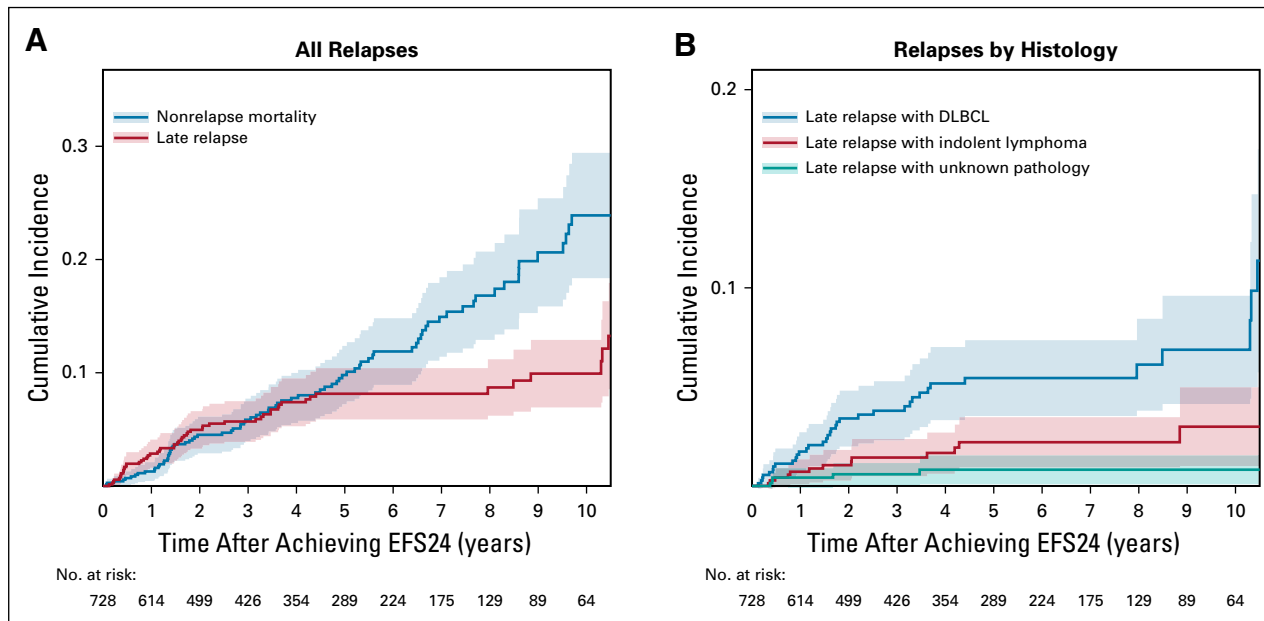 A
All Relapses
Nonrelapse mortality
Late relapse
0.3
0.2
0.1
Cumulative Incidence
0 1 2 3 4 5 6 7 8 9 10
Time After Achieving EFS24 (years)
No. at risk:
728 614 499 426 354 289 224 175 129 89 64
B
Relapses by Histology
Late relapse with DLBCL
Late relapse with indolent lymphoma
Late relapse with unknown pathology
0.2
0.1
Cumulative Incidence
0 1 2 3 4 5 6 7 8 9 10
Time After Achieving EFS24 (years)
No. at risk:
728 614 499 426 354 289 224 175 129 89 64